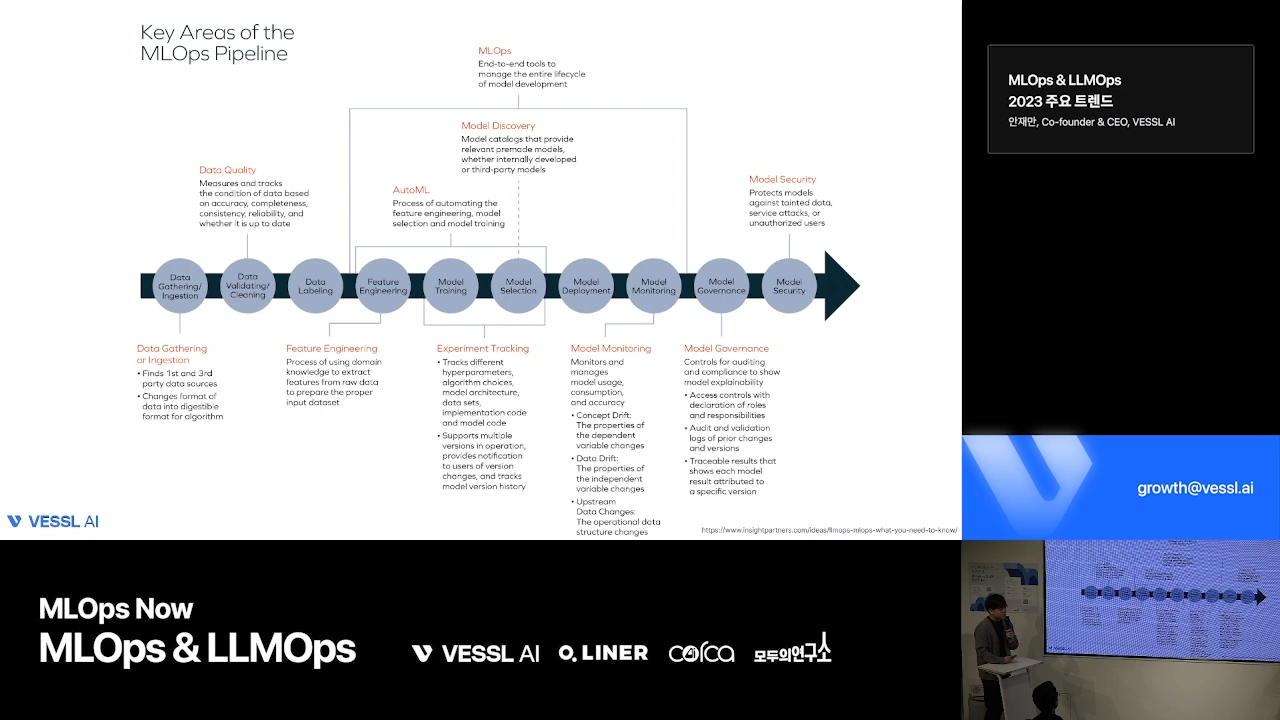 Key Areas of the
MLOps Pipeline
MLOps
End-to-end tools to
manage the entire lifecycle
of model development
Model Discovery
Model catalogs that provide
relevant premade models,
whether internally developed
or third-party models
Data Quality
Measures and tracks
the condition of data based
on accuracy, completeness,
consistency, reliability, and
whether it is up to date
AutoML
Process of automating the
feature engineering, model
selection and model training
Model Security
Protects models
against tainted data,
service attacks, or
unauthorized users
Data
Gathering/
Ingestion
Data
Validating/
Cleaning
Data
Labeling
Feature
Engineering
Model
Training
Model
Selection
Model
Deployment
Model
Monitoring
Model
Governance
Model
Security
Data Gathering
or Ingestion
• Finds 1st and 3rd
party data sources
• Changes format of
data into digestible
format for algorithm
Feature Engineering
Process of using domain
knowledge to extract
features from raw data
to prepare the proper
input dataset
Experiment Tracking
• Tracks different
hyperparameters,
algorithm choices,
model architecture,
data sets,
implementation code
and model code
• Supports multiple
versions in operation,
provides notification
to users of version
changes, and tracks
model version history
Model Monitoring
Monitors and
manages
model usage,
consumption,
and accuracy
• Concept Drift:
The properties of
the dependent
variable changes
• Data Drift:
The properties of
the independent
variable changes
• Upstream
Data Changes:
The operational data
structure changes
Model Governance
Controls for auditing
and compliance to show
model explainability
• Access controls with
declaration of roles
and responsibilities
• Audit and validation
logs of prior changes
and versions
• Traceable results that
shows each model
result attributed to
a specific version
VESSL AI
https://www.insightpartners.com/ideas/llmops-mlops-what-you-need-to-know/
MLOps & LLMOps
2023 주요 트렌드
안재만, Co-founder & CEO, VESSL AI
growth@vessl.ai
MLOps Now
MLOps & LLMOps
VESSL AI
LINER
corca
모두의연구소